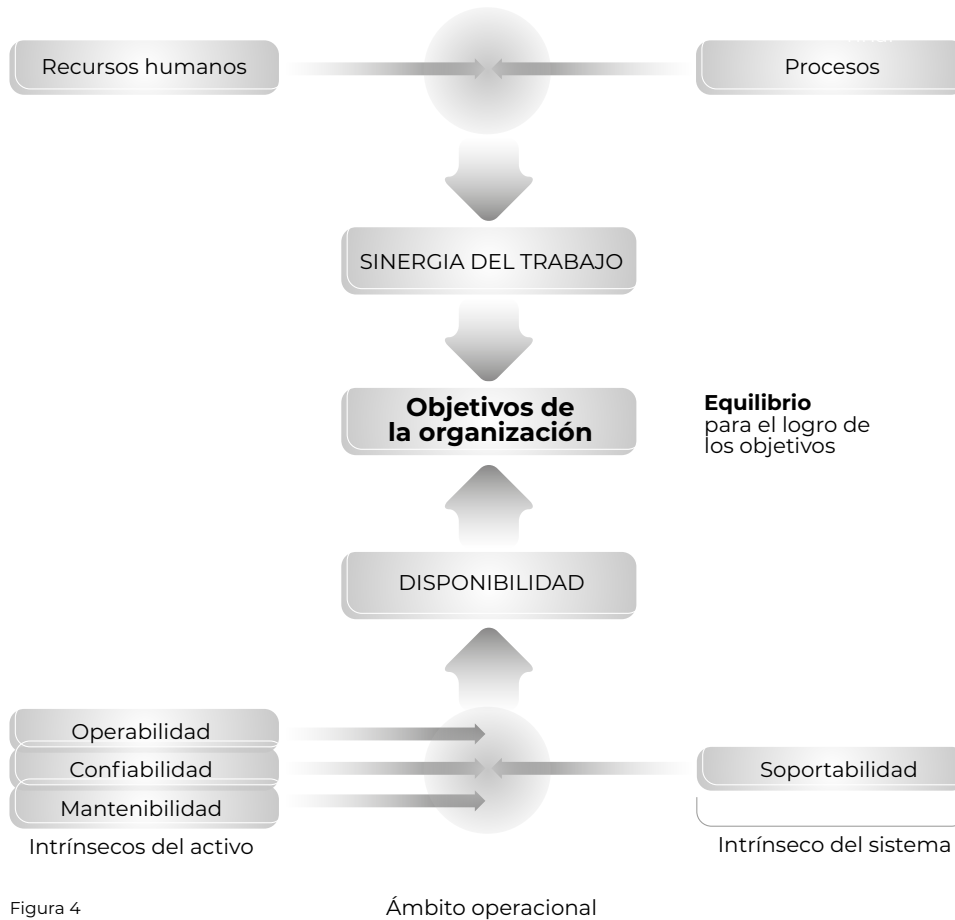 Recursos humanos
Procesos
SINERGIA DEL TRABAJO
Objetivos de
la organización
Equilibrio
para el logro de
los objetivos
DISPONIBILIDAD
Operabilidad
Confiabilidad
Soportabilidad
Mantenibilidad
Intrínsecos del activo
Intrínseco del sistema
Figura 4
Ámbito operacional